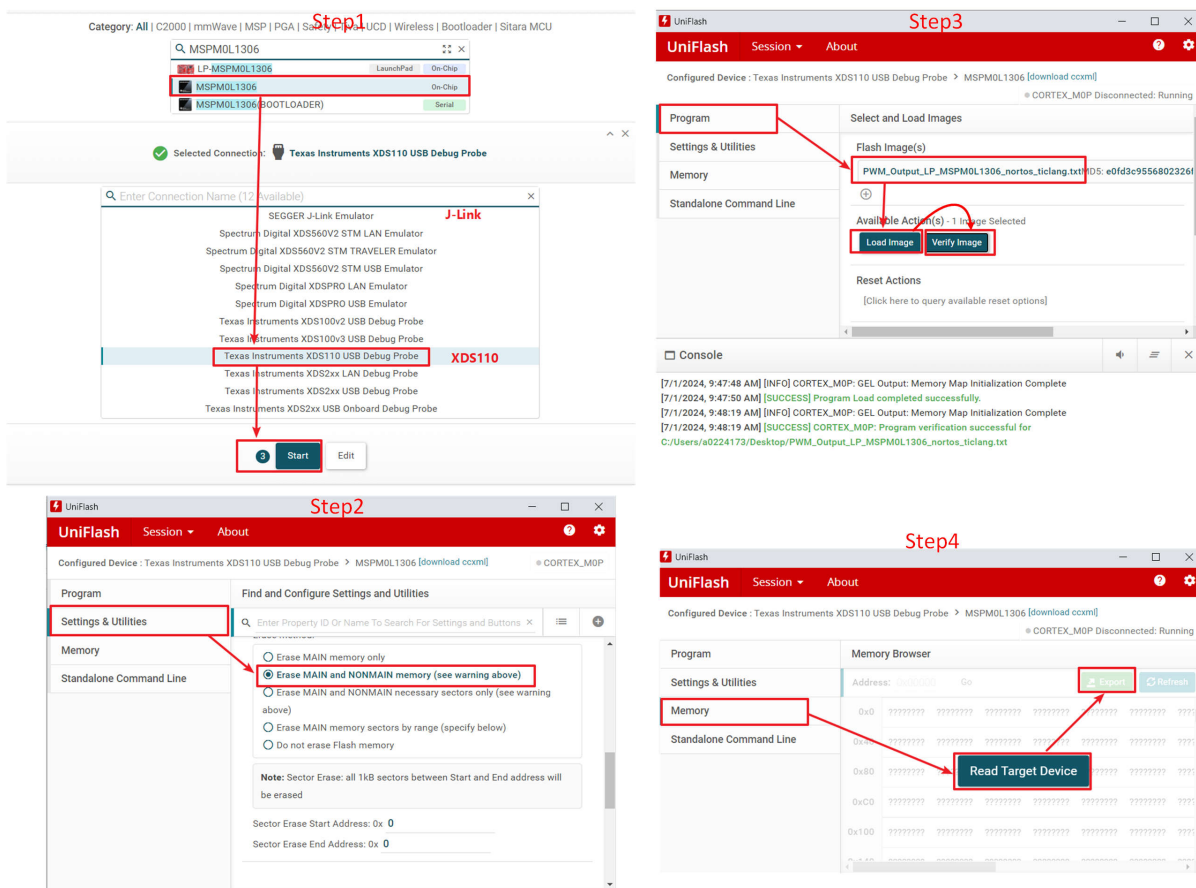 Step1
Category: All | C2000 | mmWave | MSP | PGA | Safety | Tiva | UCD | Wireless | Bootloader | Sitara MCU
MSPM0L1306
LP-MSPM0L1306 LaunchPad On-Chip
MSPM0L1306 On-Chip
MSPM0L1306(BOOTLOADER) Serial
Selected Connection: Texas Instruments XDS110 USB Debug Probe
Enter Connection Name (12 Available)
SEGGER J-Link Emulator J-Link
Spectrum Digital XDS560V2 STM LAN Emulator
Spectrum Digital XDS560V2 STM TRAVELER Emulator
Spectrum Digital XDS560V2 STM USB Emulator
Spectrum Digital XDSPRO LAN Emulator
Spectrum Digital XDSPRO USB Emulator
Texas Instruments XDS100v2 USB Debug Probe
Texas Instruments XDS100v3 USB Debug Probe
Texas Instruments XDS110 USB Debug Probe XDS110
Texas Instruments XDS2xx LAN Debug Probe
Texas Instruments XDS2xx USB Debug Probe
Texas Instruments XDS2xx USB Onboard Debug Probe
3 Start Edit
Step2
UniFlash
UniFlash Session About
Configured Device : Texas Instruments XDS110 USB Debug Probe > MSPM0L1306 [download ccxml] CORTEX_M0P
Program
Settings & Utilities
Memory
Standalone Command Line
Find and Configure Settings and Utilities
Enter Property ID Or Name To Search For Settings and Buttons
Erase MAIN memory only
Erase MAIN and NONMAIN memory (see warning above)
Erase MAIN and NONMAIN necessary sectors only (see warning
above)
Erase MAIN memory sectors by range (specify below)
Do not erase Flash memory
Note: Sector Erase: all 1kB sectors between Start and End address will
be erased
Sector Erase Start Address: 0x 0
Sector Erase End Address: 0x 0
Step3
UniFlash
UniFlash Session About
Configured Device : Texas Instruments XDS110 USB Debug Probe > MSPM0L1306 [download ccxml]
CORTEX_M0P Disconnected: Running
Program
Settings & Utilities
Memory
Standalone Command Line
Select and Load Images
Flash Image(s)
PWM_Output_LP_MSPM0L1306_nortos_ticlang.txt MD5: e0fd3c9556802326f
Available Action(s) - 1 Image Selected
Load Image Verify Image
Reset Actions
[Click here to query available reset options]
Console
[7/1/2024, 9:47:48 AM] [INFO] CORTEX_M0P: GEL Output: Memory Map Initialization Complete
[7/1/2024, 9:47:50 AM] [SUCCESS] Program Load completed successfully.
[7/1/2024, 9:48:19 AM] [INFO] CORTEX_M0P: GEL Output: Memory Map Initialization Complete
[7/1/2024, 9:48:19 AM] [SUCCESS] CORTEX_M0P: Program verification successful for
C:/Users/a0224173/Desktop/PWM_Output_LP_MSPM0L1306_nortos_ticlang.txt
Step4
UniFlash
UniFlash Session About
Configured Device : Texas Instruments XDS110 USB Debug Probe > MSPM0L1306 [download ccxml]
CORTEX_M0P Disconnected: Running
Program
Settings & Utilities
Memory
Standalone Command Line
Memory Browser
Address: Go Export Refresh
0x0 ???????? ???????? ???????? ???????? ???????? ???????? ????
0x40 ???????? ???????? ???????? ???????? ???????? ???????? ????
0x80 ????????
Read Target Device
0xC0 ???????? ???????? ???????? ???????? ???????? ???????? ????
0x100 ???????? ???????? ???????? ???????? ???????? ???????? ????